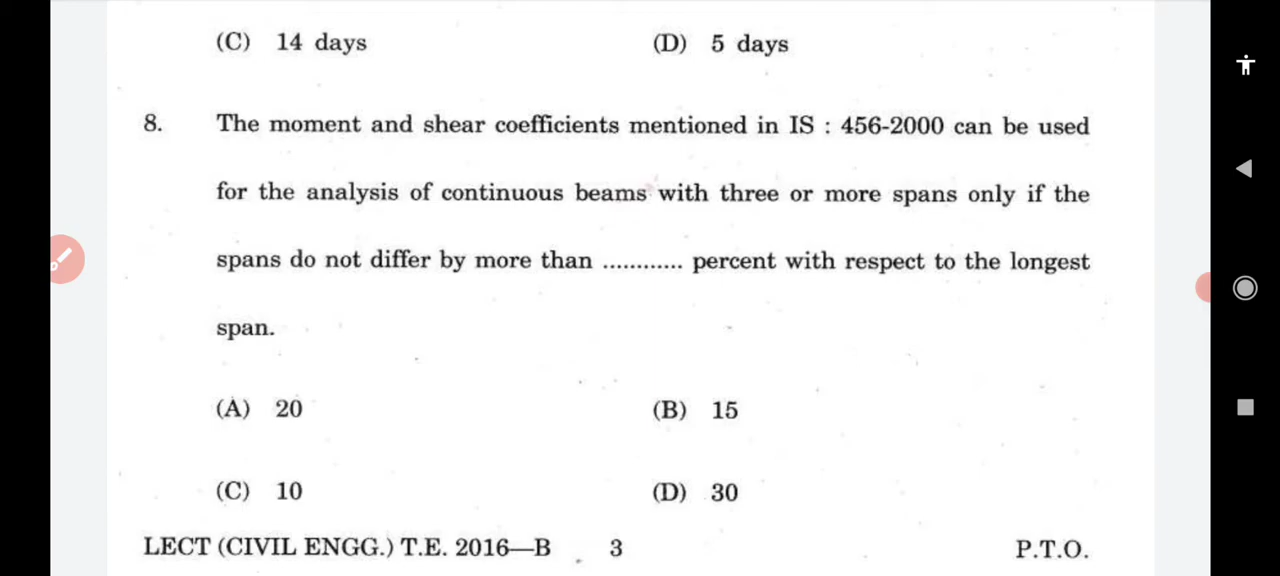 (C) 14 days (D) 5 days
8. The moment and shear coefficients mentioned in IS : 456-2000 can be used
for the analysis of continuous beams with three or more spans only if the
spans do not differ by more than ............ percent with respect to the longest
span.
(A) 20 (B) 15
(C) 10 (D) 30
LECT (CIVIL ENGG.) T.E. 2016—B 3 P.T.O.